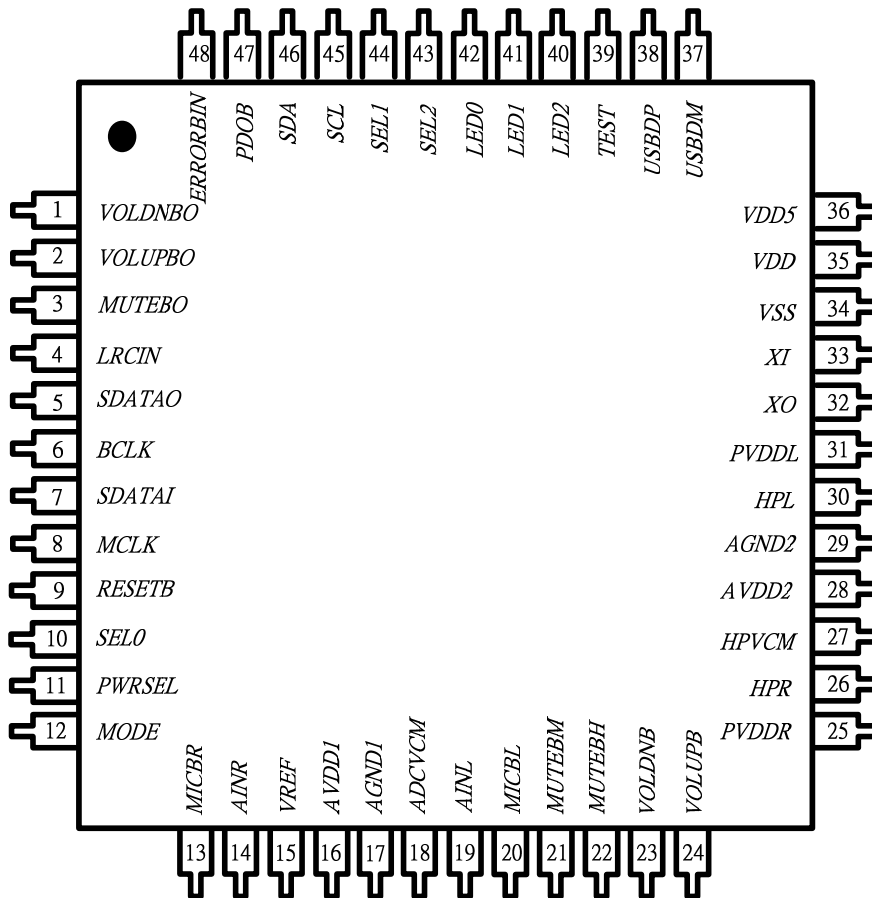 48 47 46 45 44 43 42 41 40 39 38 37
ERRORBIN PDOB SDA SCL SEL1 SEL2 LED0 LED1 LED2 TEST USBDP USBDM
1 VOLDNBO VDD5 36
2 VOLUPBO VDD 35
3 MUTEBO VSS 34
4 LRCIN XI 33
5 SDATAO XO 32
6 BCLK PVDDL 31
7 SDATAI HPL 30
8 MCLK AGND2 29
9 RESETB AVDD2 28
10 SEL0 HPVCM 27
11 PWRSEL HPR 26
12 MODE PVDDR 25
MICBR AINR VREF AVDD1 AGND1 ADCVCM AINL MICBL MUTEBM MUTEBH VOLDNB VOLUPB
13 14 15 16 17 18 19 20 21 22 23 24